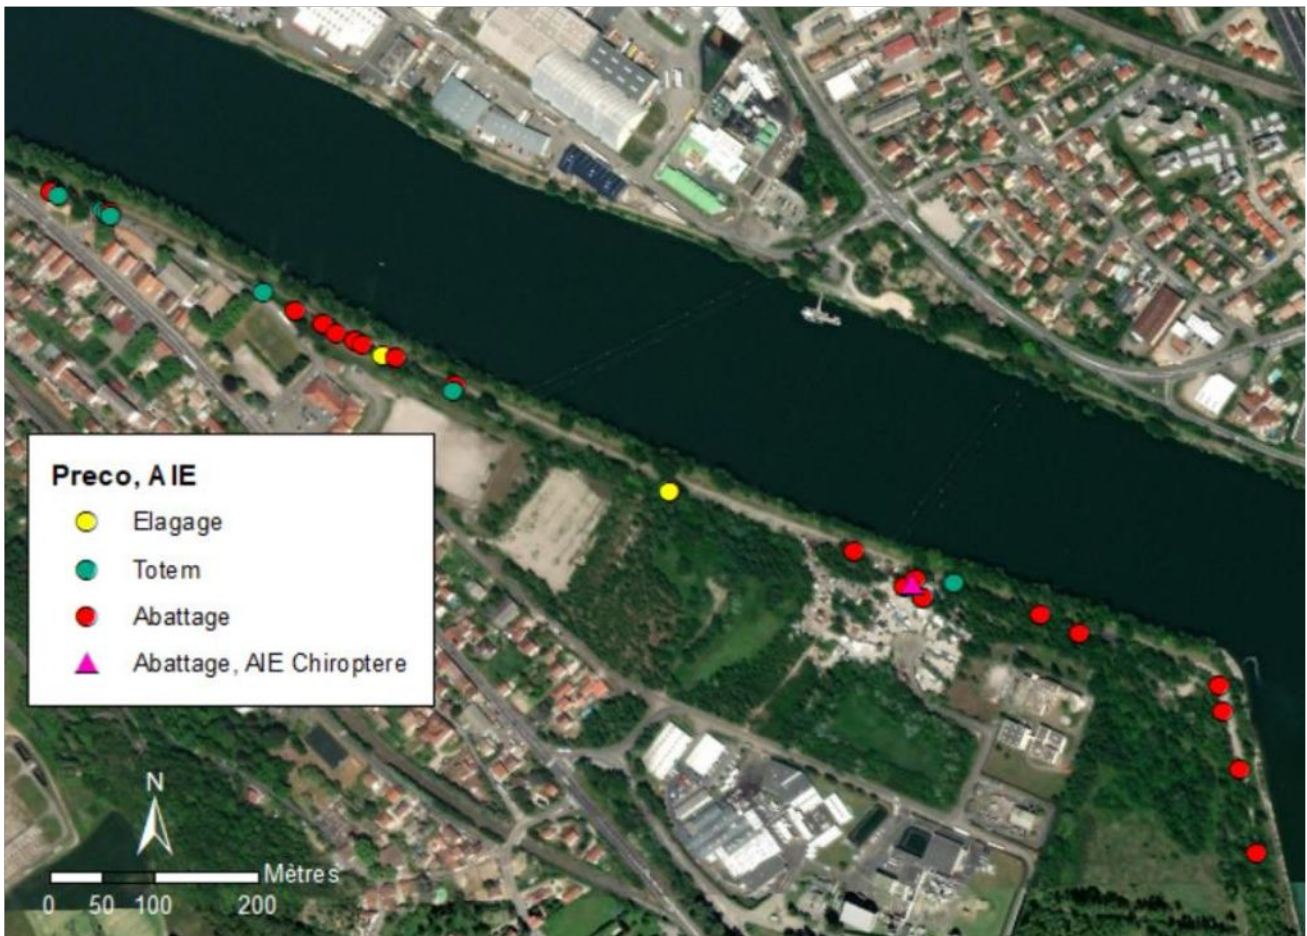 Preco, AIE
Elagage
Totem
Abattage
Abattage, AIE Chiroptere
N
Mètres
0 50 100 200